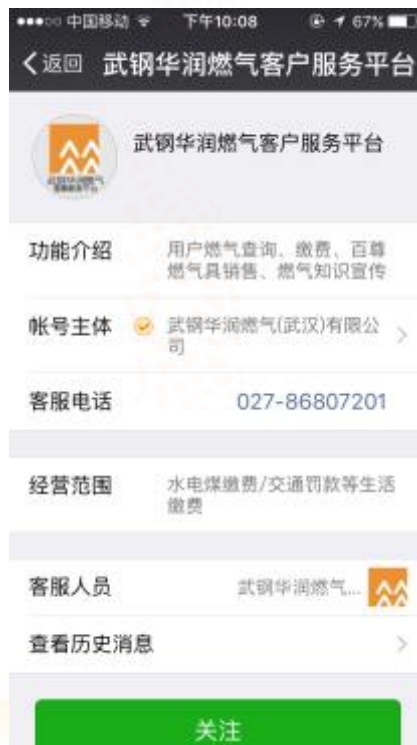 中国移动 下午10:08 67%
返回 武钢华润燃气客户服务平台
武钢华润燃气客户服务平台
功能介绍 用户燃气查询、缴费、百尊
燃气具销售、燃气知识宣传
帐号主体 武钢华润燃气(武汉)有限公
司
客服电话 027-86807201
经营范围 水电煤缴费/交通罚款等生活
缴费
客服人员 武钢华润燃气...
查看历史消息
关注